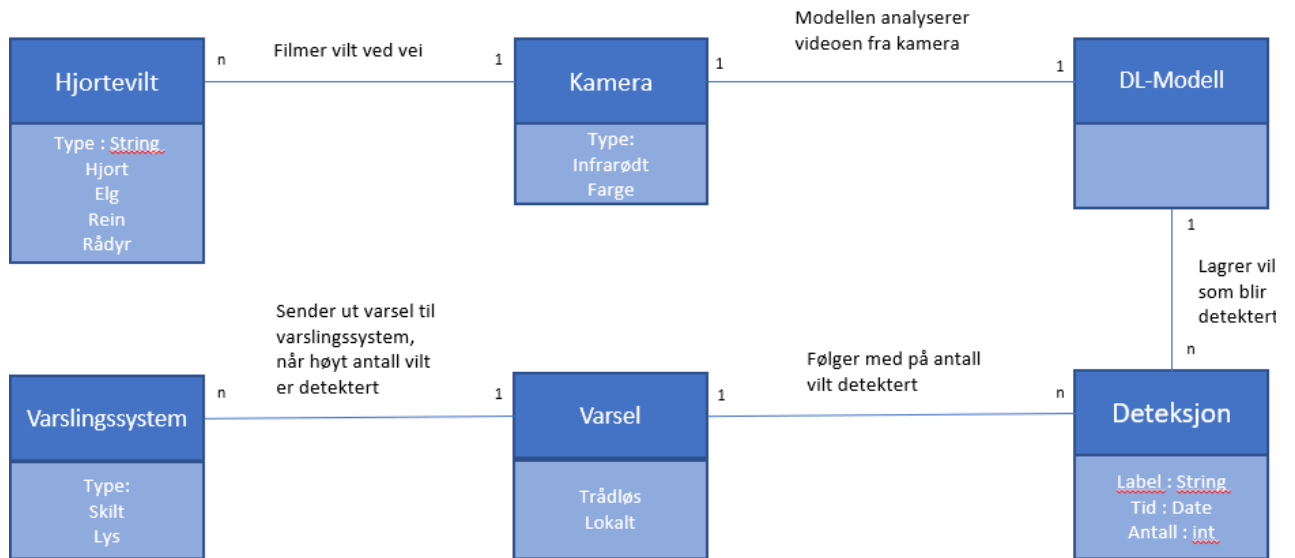 Modellen analyserer
videoen fra kamera
Hjortevilt
n
Filmer vilt ved vei
1
Kamera
1
1
DL-Modell
Type : String
Hjort
Elg
Rein
Rådyr
Type:
Infrarødt
Farge
1
Lagrer vil
som blir
detektert
n
Sender ut varsel til
varslingssystem,
når høyt antall vilt
er detektert
Følger med på antall
vilt detektert
Varslingssystem
n
1
Varsel
1
n
Deteksjon
Type:
Skilt
Lys
Trådløs
Lokalt
Label : String
Tid : Date
Antall : int